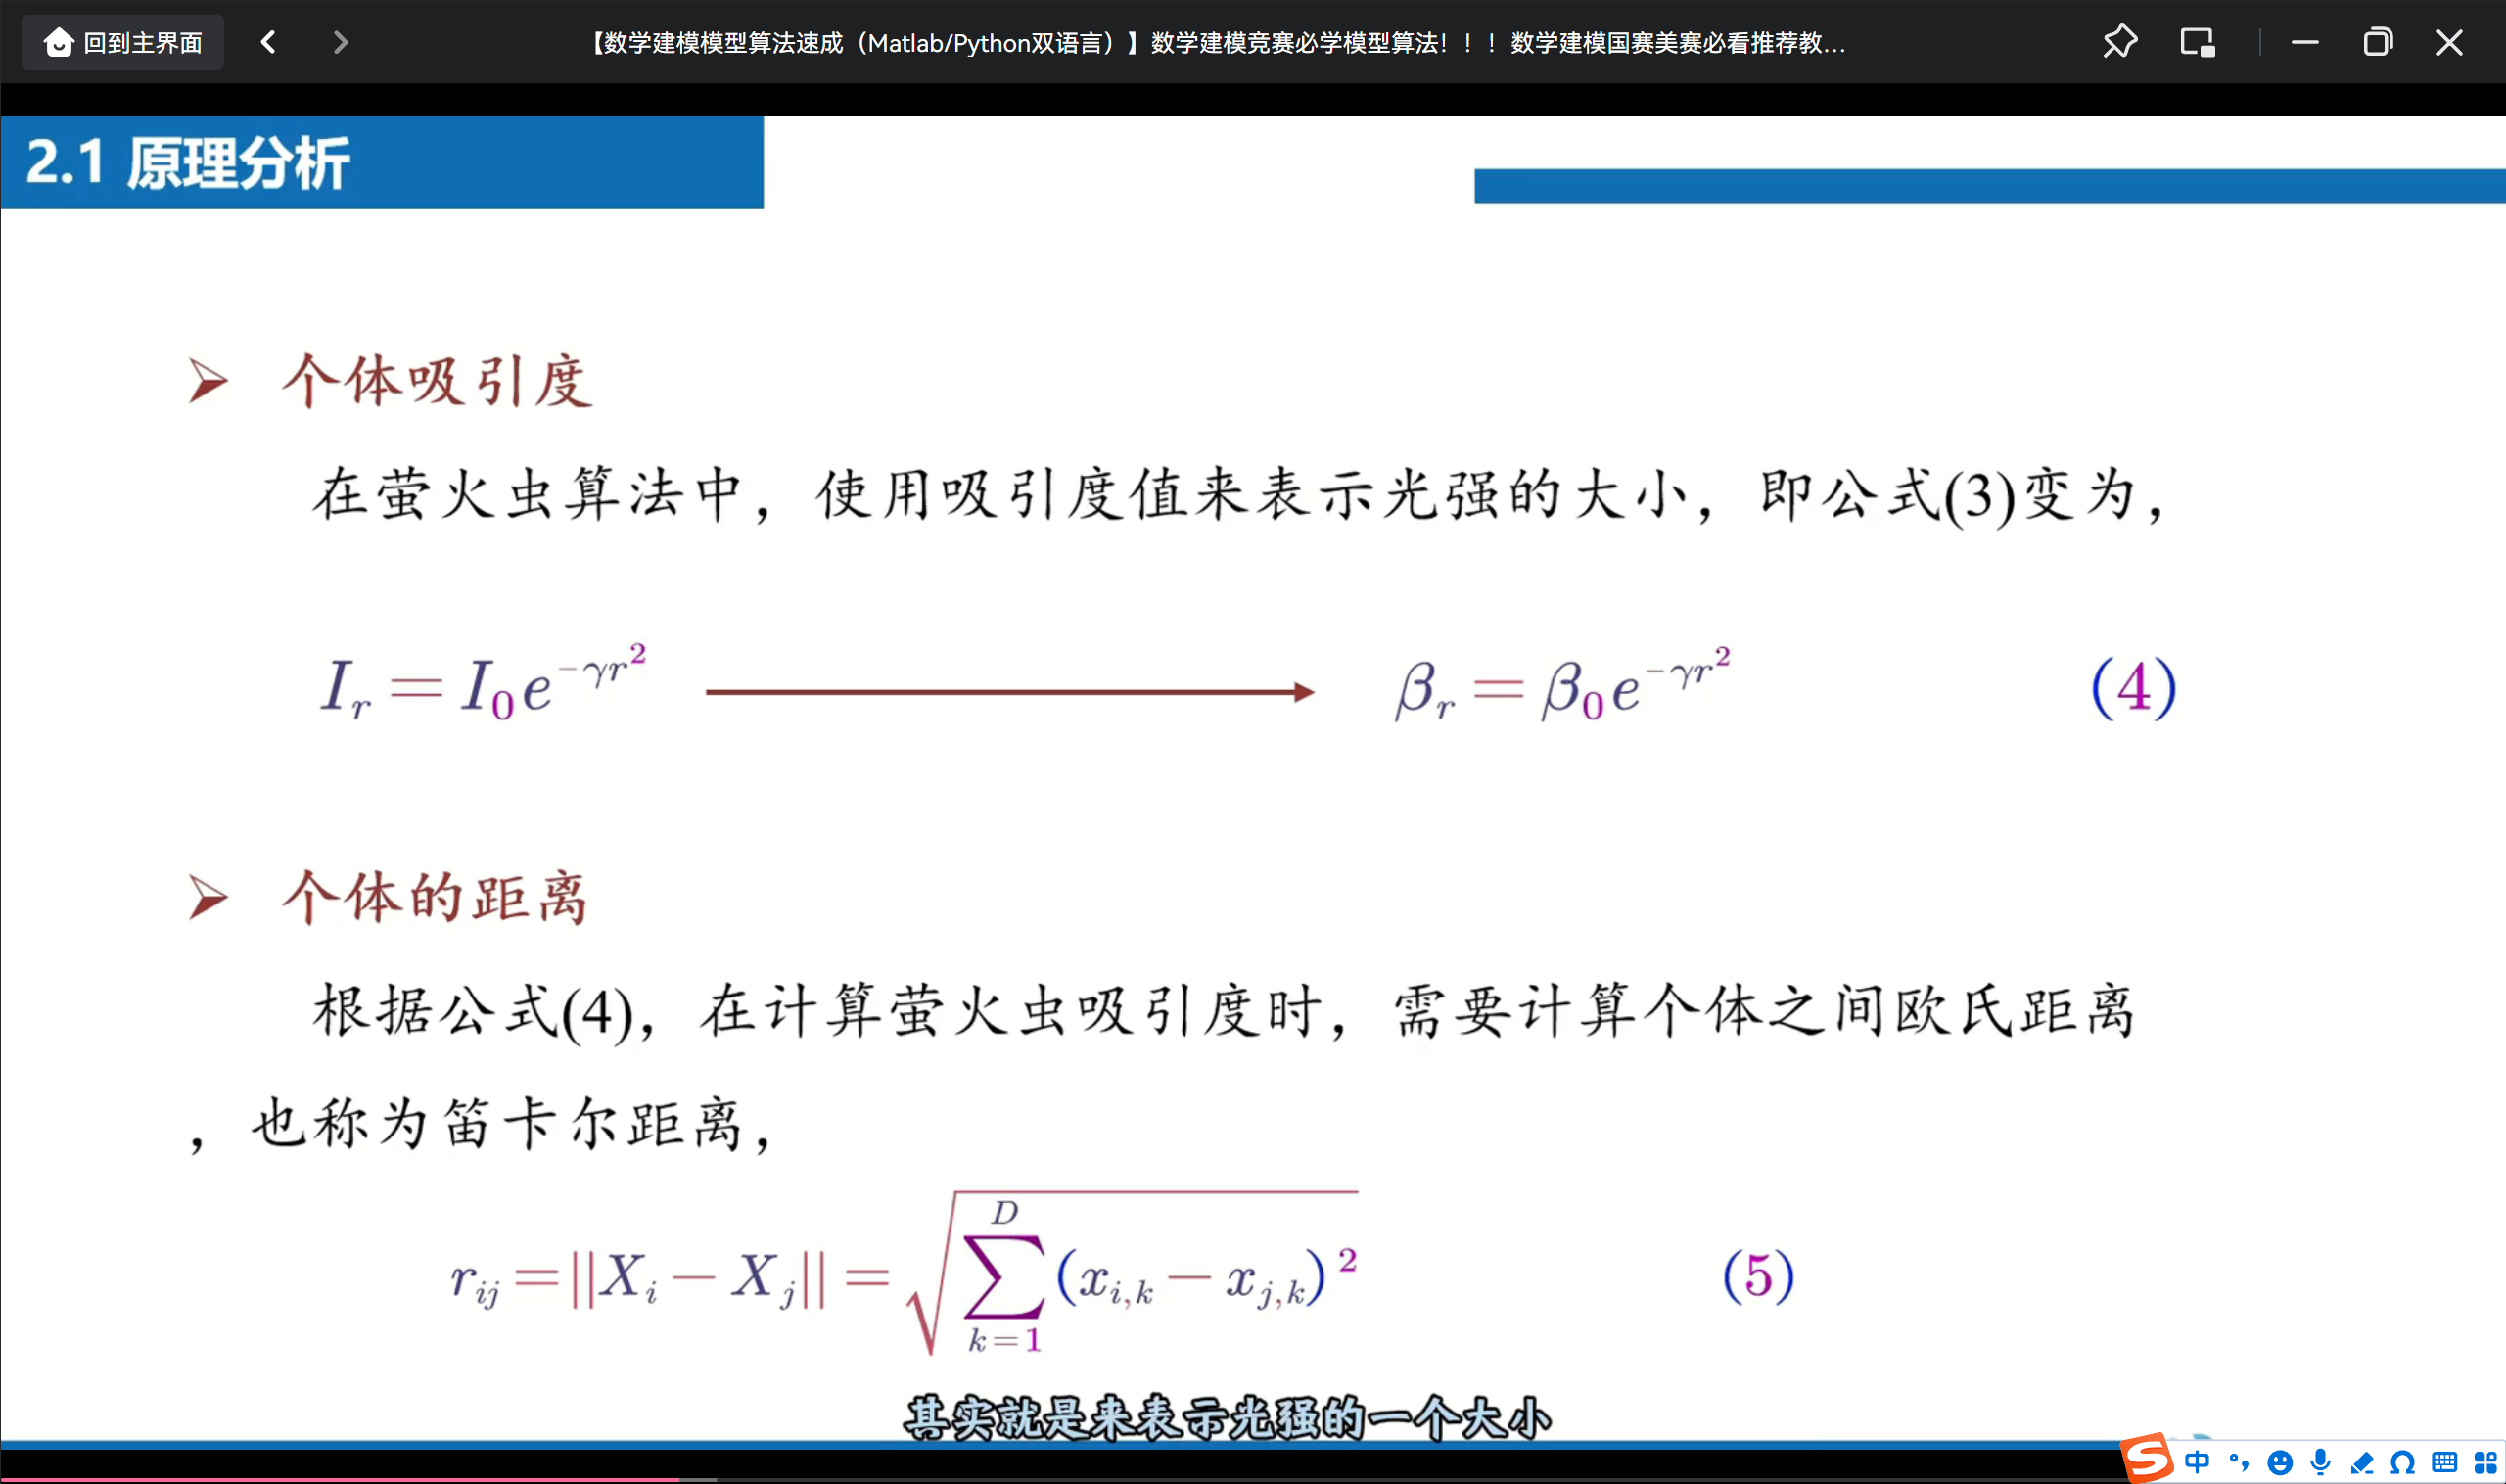 回到主界面
【数学建模模型算法速成（Matlab/Python双语言）】数学建模竞赛必学模型算法！！！数学建模国赛美赛必看推荐教...
2.1 原理分析
个体吸引度
在萤火虫算法中，使用吸引度值来表示光强的大小，即公式(3)变为，
I_r = I_0 e^{-γr^2} → β_r = β_0 e^{-γr^2} (4)
个体的距离
根据公式(4)，在计算萤火虫吸引度时，需要计算个体之间欧氏距离
，也称为笛卡尔距离，
r_{ij} = ||X_i − X_j|| = \sqrt{\sum_{k=1}^{D} (x_{i,k} − x_{j,k})^2} (5)
其实就是来表示光强的一个大小
S 中